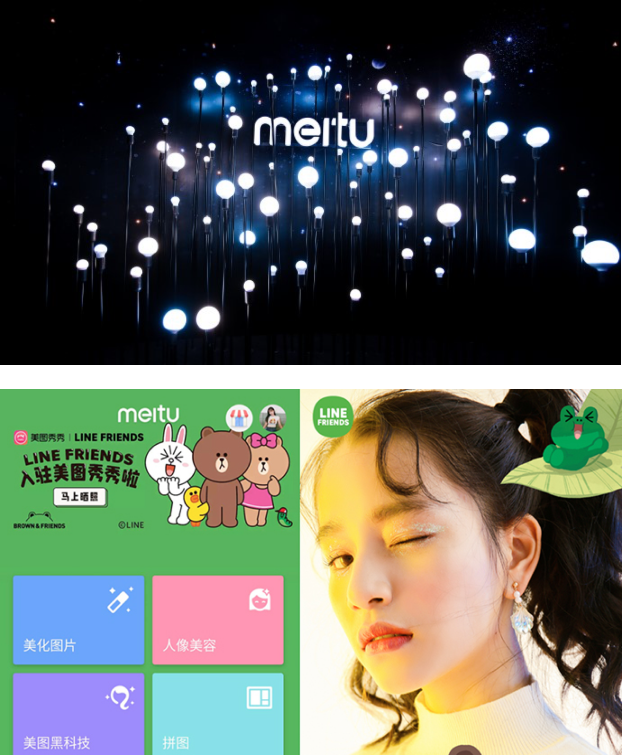 meitu
meitu
美图秀秀 | LINE FRIENDS
LINE FRIENDS
入驻美图秀秀啦
马上晒照
BROWN & FRIENDS
©LINE
美化图片
人像美容
美图黑科技
拼图
LINE
FRIENDS